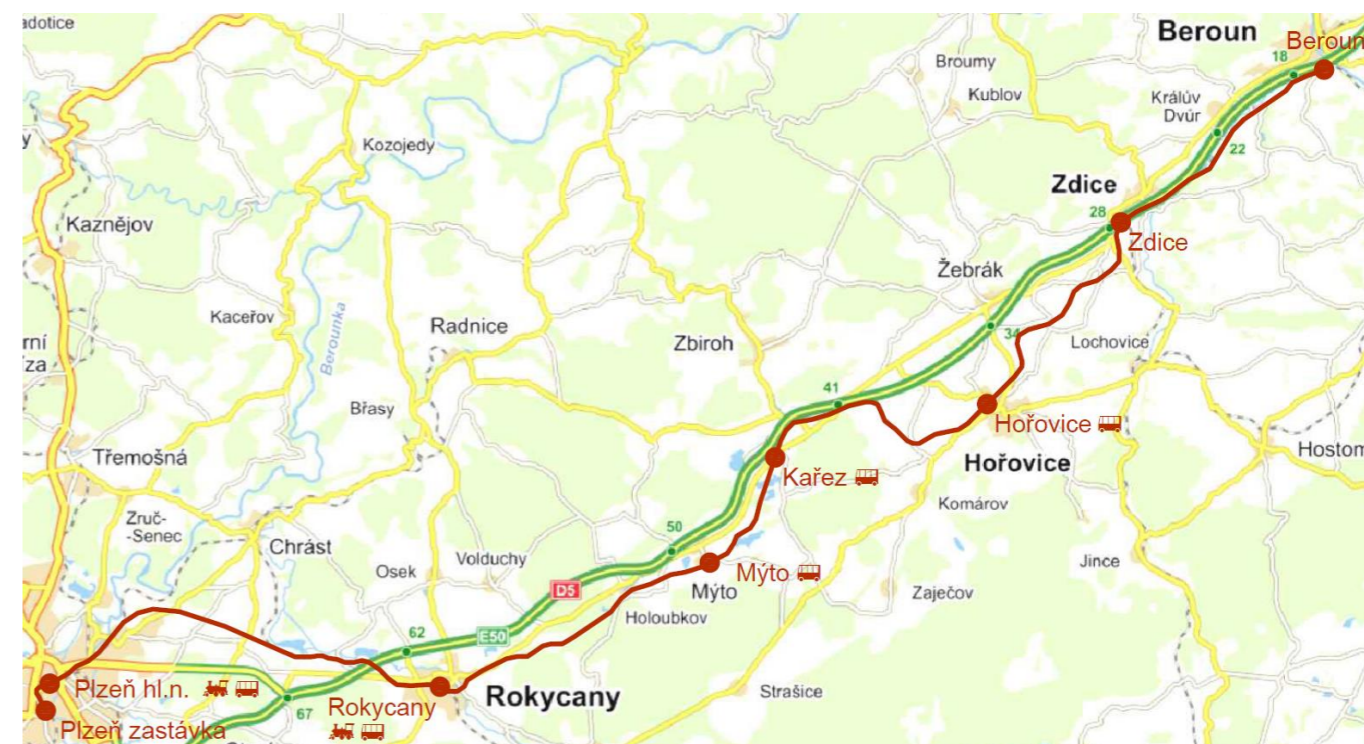 adotice
Beroun
Beroun
18
Broumy
Kublov
Králův
Dvůr
22
Kozojedy
Zdice
28
Zdice
Kaznějov
Žebrák
Berounka
Kaceřov
Radnice
34
Lochovice
rní
za
Zbiroh
41
Břasy
Hořovice
Třemošná
Hořovice
Kařez
Komárov
Zruč-
-Senec
50
Chrást
Volduchy
Osek
Jince
Mýto
D5
Mýto
Zaječov
Holoubkov
62
E50
Plzeň hl.n.
Rokycany
Strašice
67
Rokycany
Plzeň zastávka